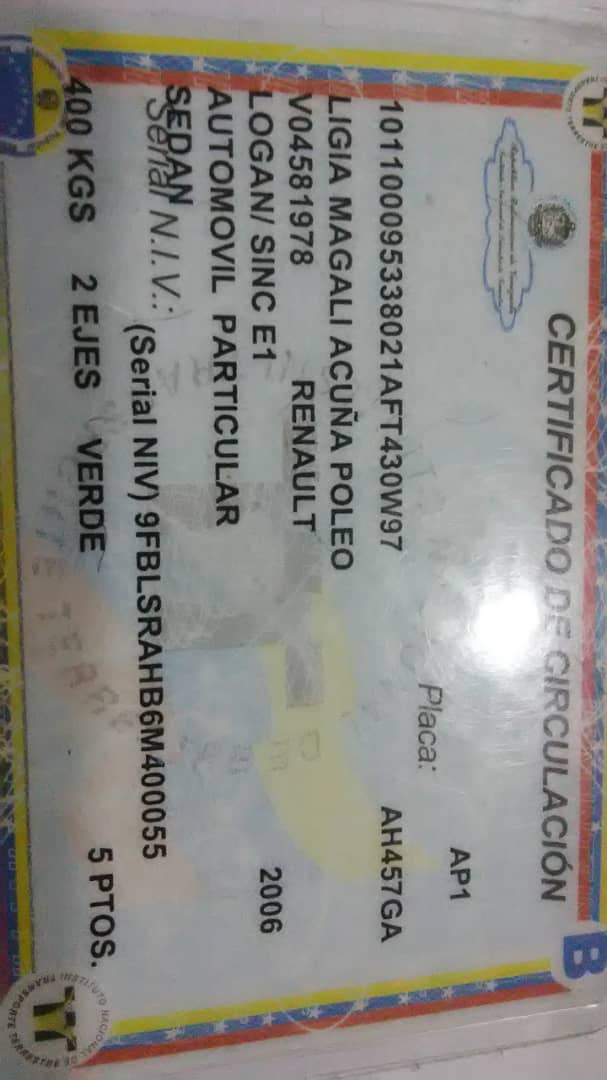 CERTIFICADO DE CIRCULACIÓN
B
AP1
Placa:
101100095338021AFT430W97 AH457GA
LIGIA MAGALI ACUÑA POLEO
V04581978 RENAULT
LOGAN/ SINC E1 2006
AUTOMOVIL PARTICULAR
SEDAN
Serial N.I.V.: (Serial NIV) 9FBLSRAHB6M400055
400 KGS 2 EJES VERDE 5 PTOS.
INSTITUTO NACIONAL DE TRANSPORTE TERRESTRE